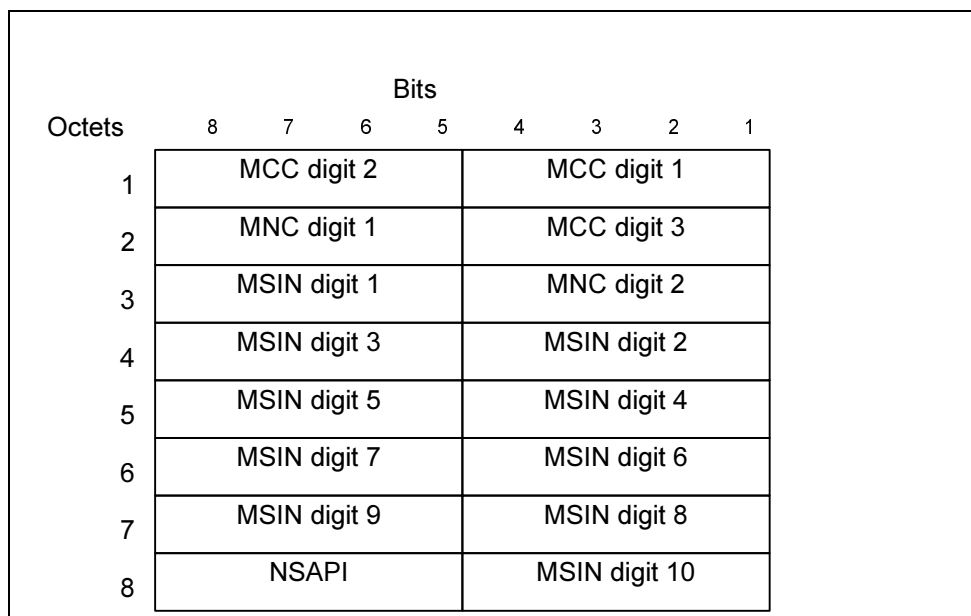 Bits
Octets 8 7 6 5 4 3 2 1
1 MCC digit 2 MCC digit 1
2 MNC digit 1 MCC digit 3
3 MSIN digit 1 MNC digit 2
4 MSIN digit 3 MSIN digit 2
5 MSIN digit 5 MSIN digit 4
6 MSIN digit 7 MSIN digit 6
7 MSIN digit 9 MSIN digit 8
8 NSAPI MSIN digit 10